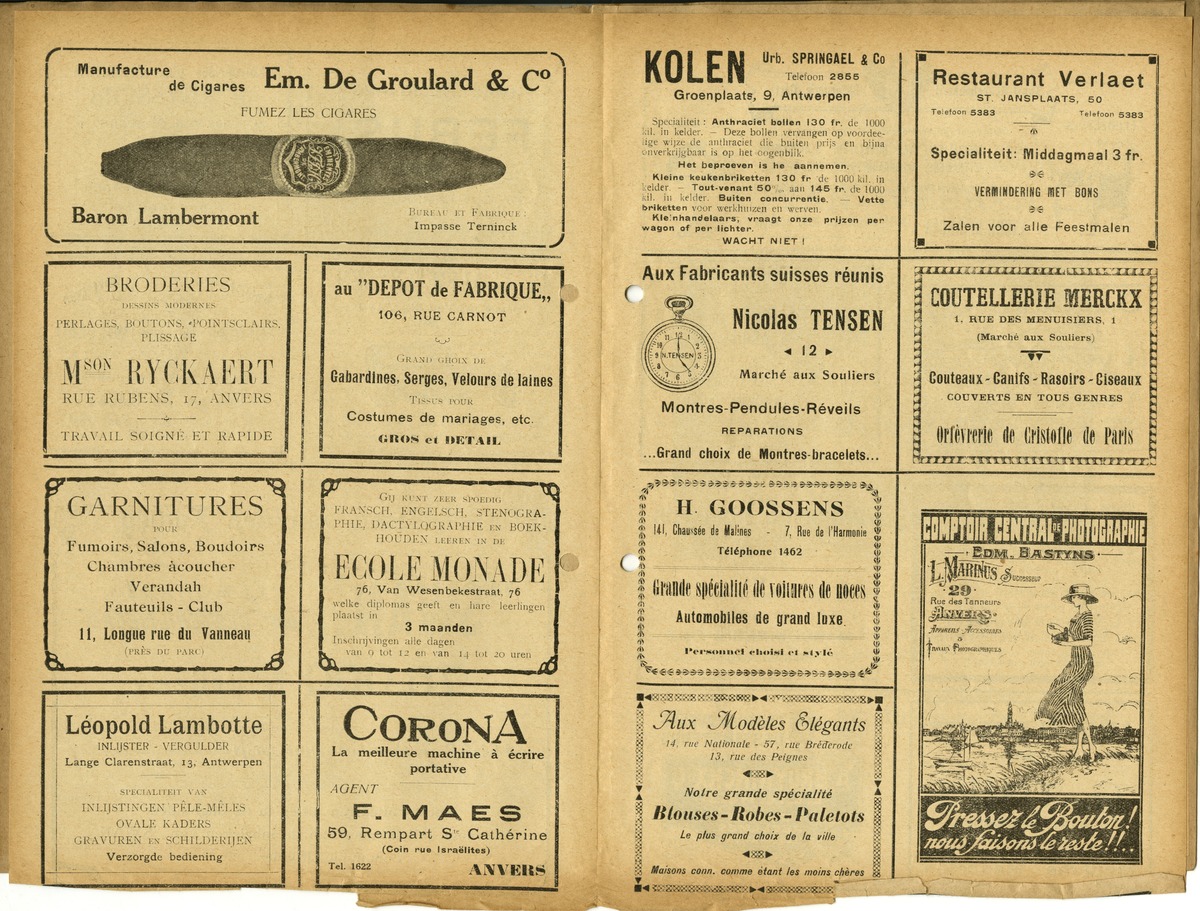 Manufacture
de Cigares
Em. De Groulard & Cº
FUMEZ LES CIGARES
Baron Lambermont
BUREAU ET FABRIQUE :
Impasse Terninck
BRODERIES
DESSINS MODERNES
PERLAGES, BOUTONS, POINTSCLAIRS,
PLISSAGE
MSON RYCKAERT
RUE RUBENS, 17, ANVERS
TRAVAIL SOIGNÉ ET RAPIDE
au "DEPOT de FABRIQUE„
106, RUE CARNOT
GRAND CHOIX DE
Gabardines, Serges, Velours de laines
TISSUS POUR
Costumes de mariages, etc.
GROS et DETAIL
GARNITURES
POUR
Fumoirs, Salons, Boudoirs
Chambres àcoucher
Verandah
Fauteuils - Club
11, Longue rue du Vanneau
(PRÈS DU PARC)
GIJ KUNT ZEER SPOEDIG
FRANSCH, ENGELSCH, STENOGRA-
PHIE, DACTYLOGRAPHIE EN BOEK-
HOUDEN LEEREN IN DE
ECOLE MONADE
76, Van Wesenbekestraat, 76
welke diplomas geeft en hare leerlingen
plaatst in
3 maanden
Inschrijvingen alle dagen
van 9 tot 12 en van 14 tot 20 uren
Léopold Lambotte
INLIJSTER - VERGULDER
Lange Clarenstraat, 13, Antwerpen
SPECIALITEIT VAN
INLIJSTINGEN PÊLE-MÊLES
OVALE KADERS
GRAVUREN EN SCHILDERIJEN
Verzorgde bediening
CORONA
La meilleure machine à écrire
portative
AGENT
F. MAES
59, Rempart Ste Cathérine
(Coin rue Israëlites)
Tel. 1622
ANVERS
KOLEN
Urb. SPRINGAEL & Co
Telefoon 2855
Groenplaats, 9, Antwerpen
Specialiteit : Anthraciet bollen 130 fr. de 1000
kil. in kelder. — Deze bollen vervangen op voordee-
lige wijze de anthraciet die buiten prijs en bijna
onverkrijgbaar is op het oogenblik.
Het beproeven is he aannemen.
Kleine keukenbriketten 130 fr de 1000 kil. in
kelder. — Tout-venant 50 % aan 145 fr. de 1000
kil. in kelder. Buiten concurrentie. — Vette
briketten voor werkhuizen en werven.
Kleinhandelaars, vraagt onze prijzen per
wagon of per lichter.
WACHT NIET !
Restaurant Verlaet
ST. JANSPLAATS, 50
Telefoon 5383
Telefoon 5383
Specialiteit: Middagmaal 3 fr.
VERMINDERING MET BONS
Zalen voor alle Feestmalen
Aux Fabricants suisses réunis
N.TENSEN
Nicolas TENSEN
◄ 12 ►
Marché aux Souliers
Montres-Pendules-Réveils
REPARATIONS
...Grand choix de Montres-bracelets...
COUTELLERIE MERCKX
1, RUE DES MENUISIERS, 1
(Marché aux Souliers)
Couteaux - Canifs - Rasoirs - Ciseaux
COUVERTS EN TOUS GENRES
Orfèvrerie de Cristofle de Paris
H. GOOSSENS
141, Chaussée de Malines - 7, Rue de l'Harmonie
Téléphone 1462
Grande spécialité de voitures de noces
Automobiles de grand luxe
Personnel choisi et stylé
Aux Modèles Elégants
14, rue Nationale - 57, rue Bréderode
13, rue des Peignes
Notre grande spécialité
Blouses-Robes-Paletots
Le plus grand choix de la ville
Maisons conn. comme étant les moins chères
COMPTOIR CENTRAL DE PHOTOGRAPHIE
EDM. BASTYNS
L. MARINUS SUCCESSEUR
29
Rue des Tanneurs
ANVERS
APPAREILS ACCESSOIRES
&
TRAVAUX PHOTOGRAPHIQUES
Pressez le Bouton!
nous faisons le reste!!..